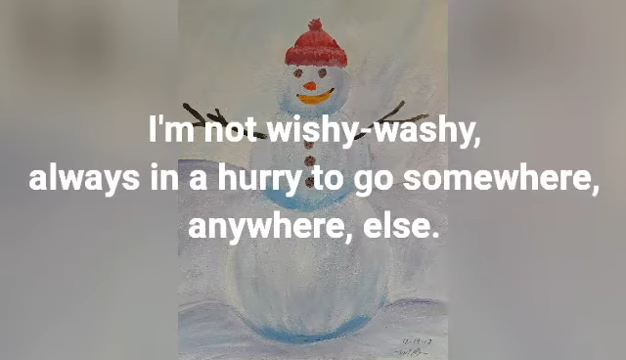 I'm not wishy-washy,
always in a hurry to go somewhere,
anywhere, else.